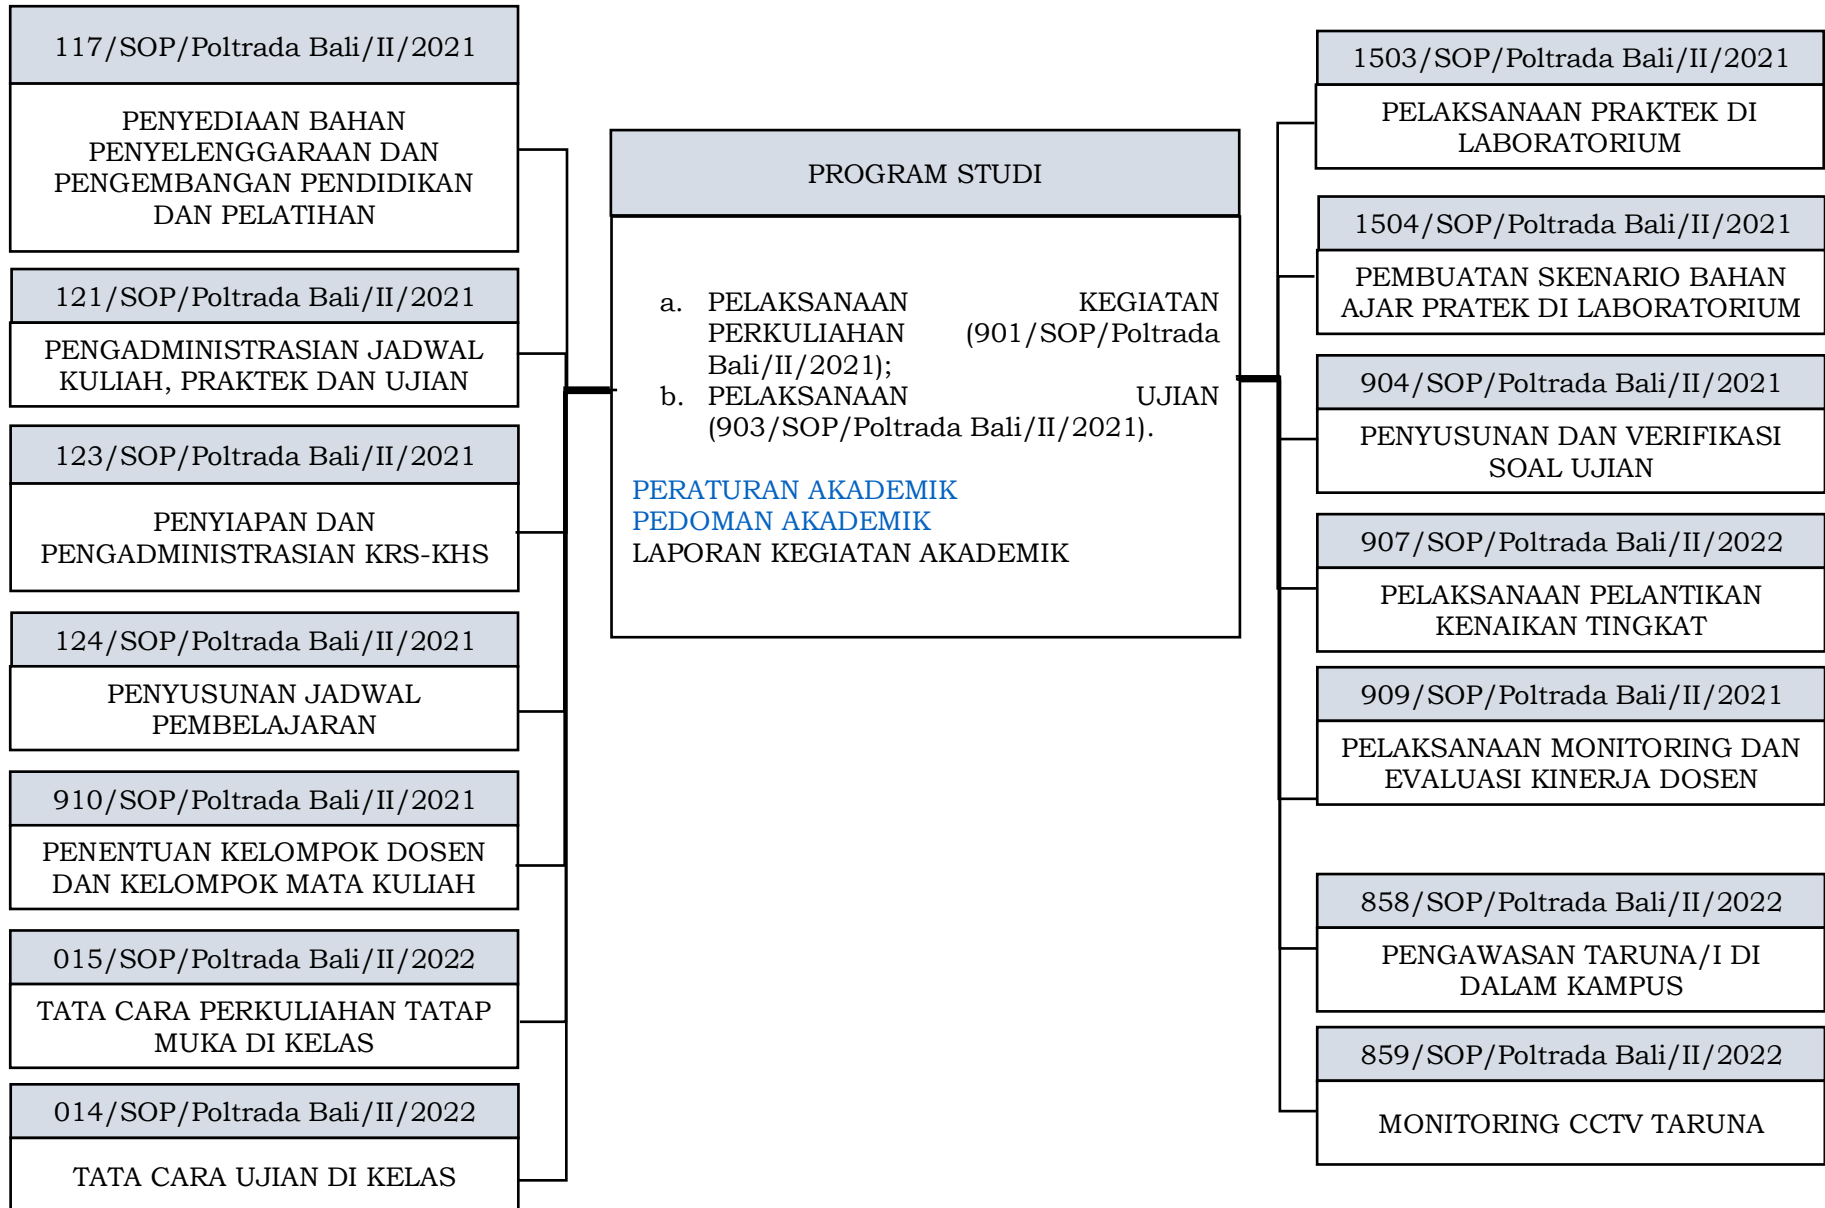 117/SOP/Poltrada Bali/II/2021
PENYEDIAAN BAHAN
PENYELENGGARAAN DAN
PENGEMBANGAN PENDIDIKAN
DAN PELATIHAN
121/SOP/Poltrada Bali/II/2021
PENGADMINISTRASIAN JADWAL
KULIAH, PRAKTEK DAN UJIAN
123/SOP/Poltrada Bali/II/2021
PENYIAPAN DAN
PENGADMINISTRASIAN KRS-KHS
124/SOP/Poltrada Bali/II/2021
PENYUSUNAN JADWAL
PEMBELAJARAN
910/SOP/Poltrada Bali/II/2021
PENENTUAN KELOMPOK DOSEN
DAN KELOMPOK MATA KULIAH
015/SOP/Poltrada Bali/II/2022
TATA CARA PERKULIAHAN TATAP
MUKA DI KELAS
014/SOP/Poltrada Bali/II/2022
TATA CARA UJIAN DI KELAS
PROGRAM STUDI
a. PELAKSANAAN KEGIATAN
PERKULIAHAN (901/SOP/Poltrada
Bali/II/2021);
b. PELAKSANAAN UJIAN
(903/SOP/Poltrada Bali/II/2021).
PERATURAN AKADEMIK
PEDOMAN AKADEMIK
LAPORAN KEGIATAN AKADEMIK
1503/SOP/Poltrada Bali/II/2021
PELAKSANAAN PRAKTEK DI
LABORATORIUM
1504/SOP/Poltrada Bali/II/2021
PEMBUATAN SKENARIO BAHAN
AJAR PRATEK DI LABORATORIUM
904/SOP/Poltrada Bali/II/2021
PENYUSUNAN DAN VERIFIKASI
SOAL UJIAN
907/SOP/Poltrada Bali/II/2022
PELAKSANAAN PELANTIKAN
KENAIKAN TINGKAT
909/SOP/Poltrada Bali/II/2021
PELAKSANAAN MONITORING DAN
EVALUASI KINERJA DOSEN
858/SOP/Poltrada Bali/II/2022
PENGAWASAN TARUNA/I DI
DALAM KAMPUS
859/SOP/Poltrada Bali/II/2022
MONITORING CCTV TARUNA